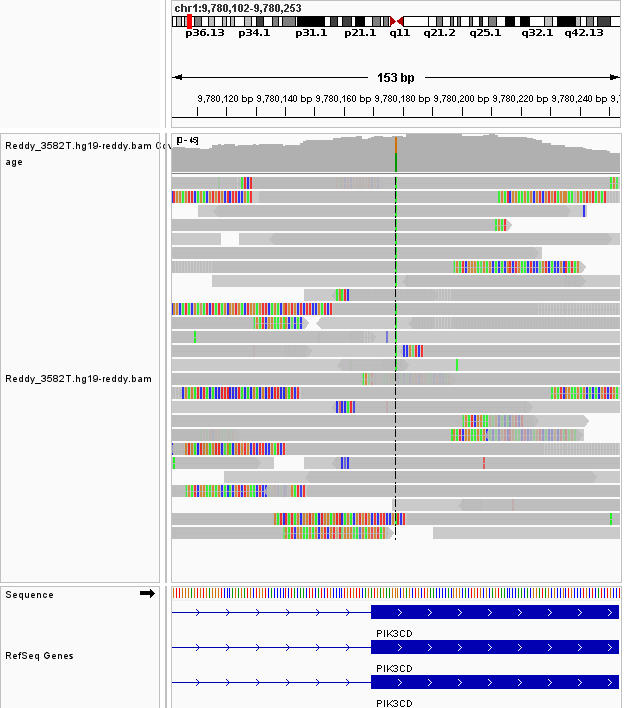 chr1:9,780,102-9,780,253
p36.13 p34.1 p31.1 p21.1 q11 q21.2 q25.1 q32.1 q42.13
153 bp
9,780,120 bp 9,780,140 bp 9,780,160 bp 9,780,180 bp 9,780,200 bp 9,780,220 bp 9,780,240 bp
Reddy_3582T.hg19-reddy.bam Cov
age
Reddy_3582T.hg19-reddy.bam
Sequence
PIK3CD
RefSeq Genes
PIK3CD
PIK3CD